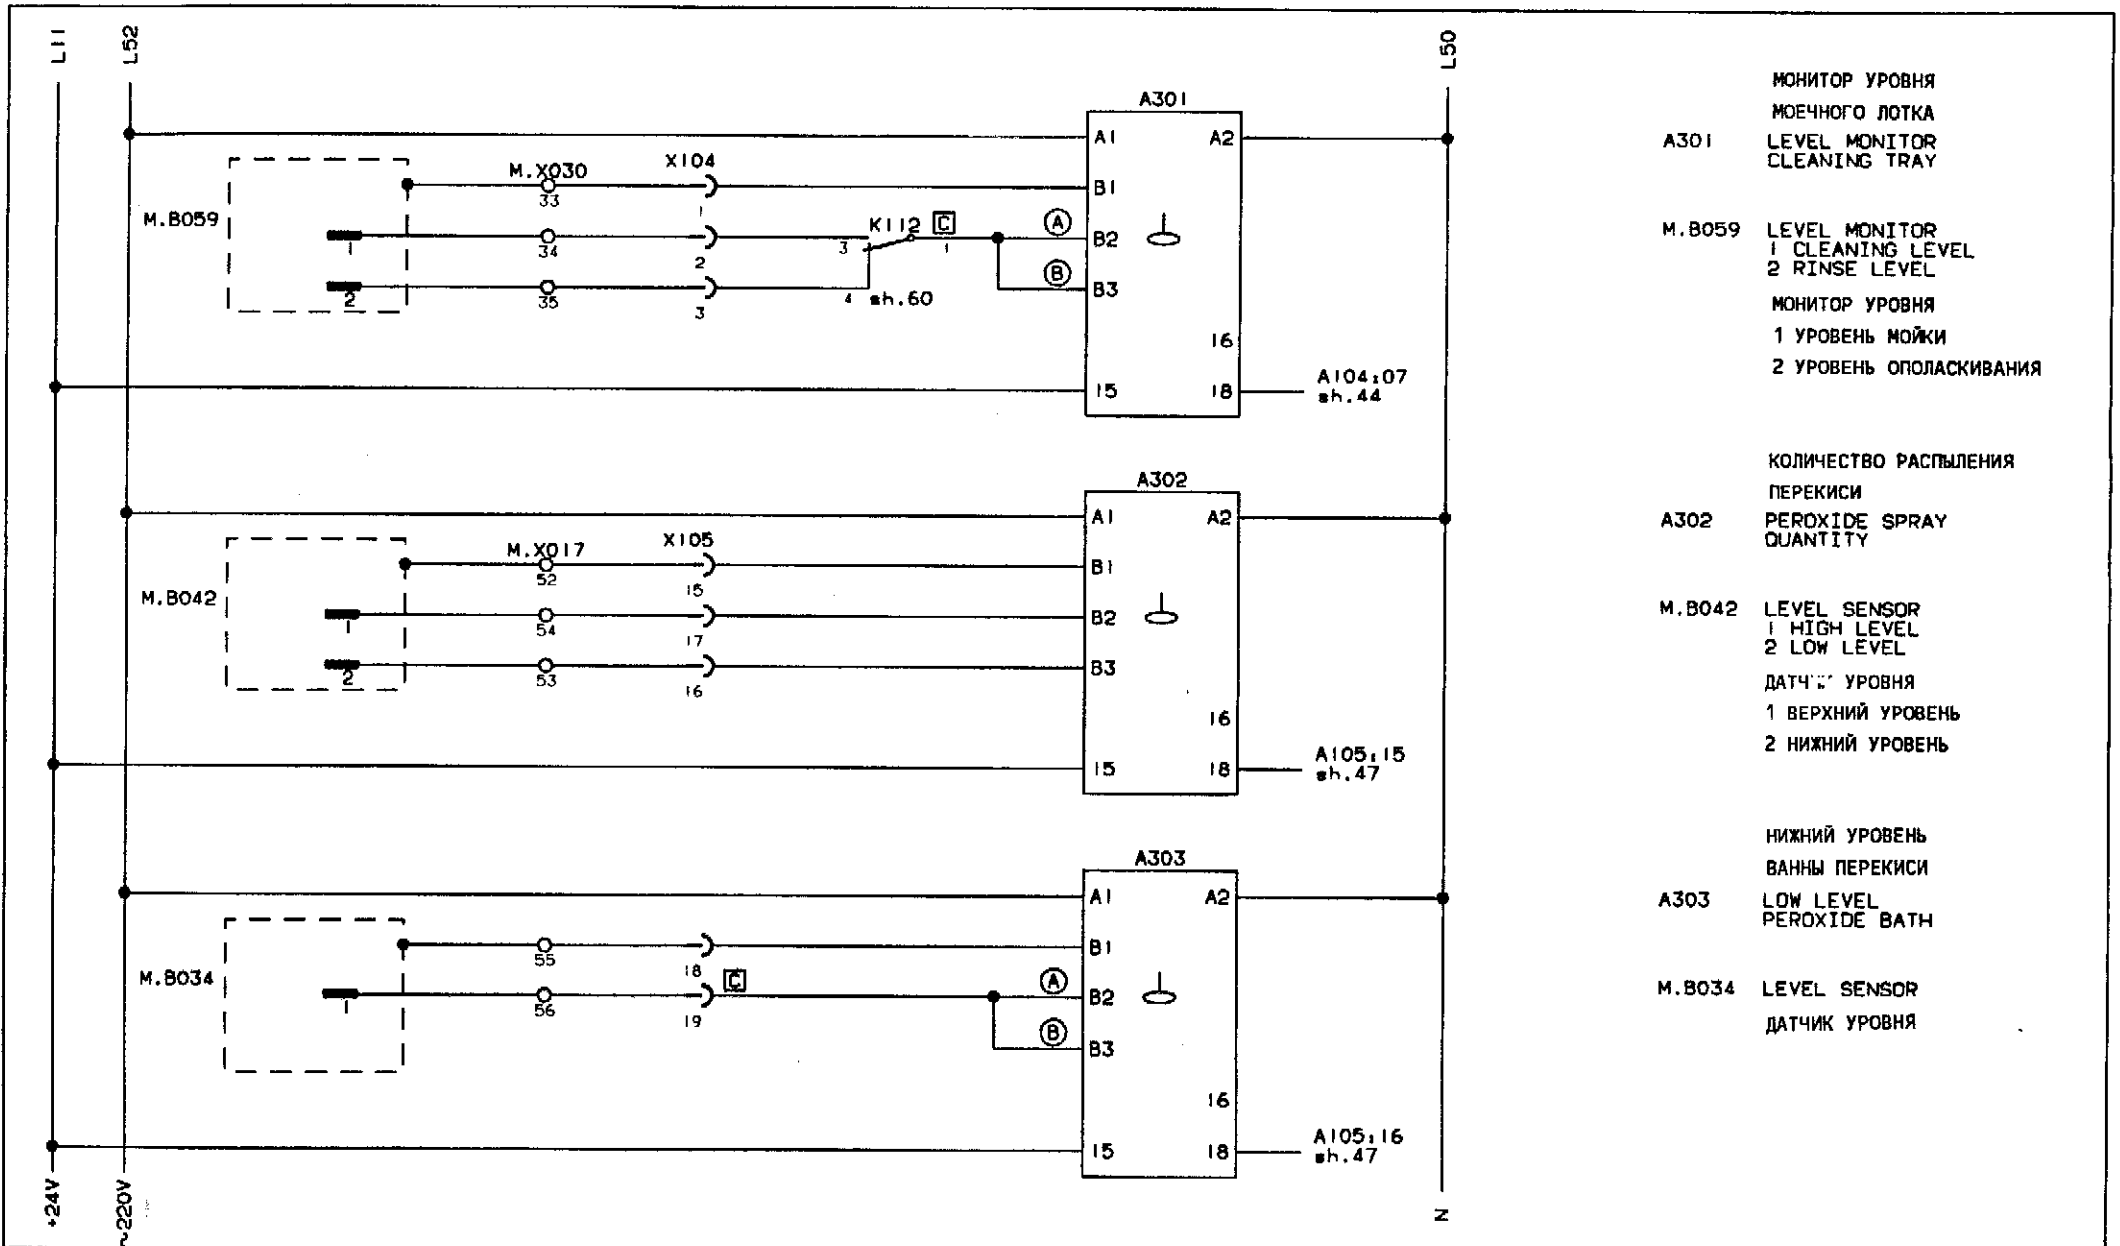 L11
L52
L50
A301
A1
A2
M.X030
X104
B1
33
1
M.B059
K112
C
A
1
34
2
3
1
B2
B
2
35
3
4
sh.60
B3
16
15
18
A104:07
sh.44
A302
A1
A2
M.X017
X105
B1
52
15
M.B042
1
54
17
B2
2
53
16
B3
16
15
18
A105:15
sh.47
A303
A1
A2
B1
55
18
C
M.B034
A
1
56
19
B2
B
B3
16
15
18
A105:16
sh.47
+24V
~220V
N
МОНИТОР УРОВНЯ
МОЕЧНОГО ЛОТКА
A301 LEVEL MONITOR
CLEANING TRAY
M.B059 LEVEL MONITOR
1 CLEANING LEVEL
2 RINSE LEVEL
МОНИТОР УРОВНЯ
1 УРОВЕНЬ МОЙКИ
2 УРОВЕНЬ ОПОЛАСКИВАНИЯ
КОЛИЧЕСТВО РАСПЫЛЕНИЯ
ПЕРЕКИСИ
A302 PEROXIDE SPRAY
QUANTITY
M.B042 LEVEL SENSOR
1 HIGH LEVEL
2 LOW LEVEL
УРОВНЯ
1 ВЕРХНИЙ УРОВЕНЬ
2 НИЖНИЙ УРОВЕНЬ
НИЖНИЙ УРОВЕНЬ
ВАННЫ ПЕРЕКИСИ
A303 LOW LEVEL
PEROXIDE BATH
M.B034 LEVEL SENSOR
ДАТЧИК УРОВНЯ